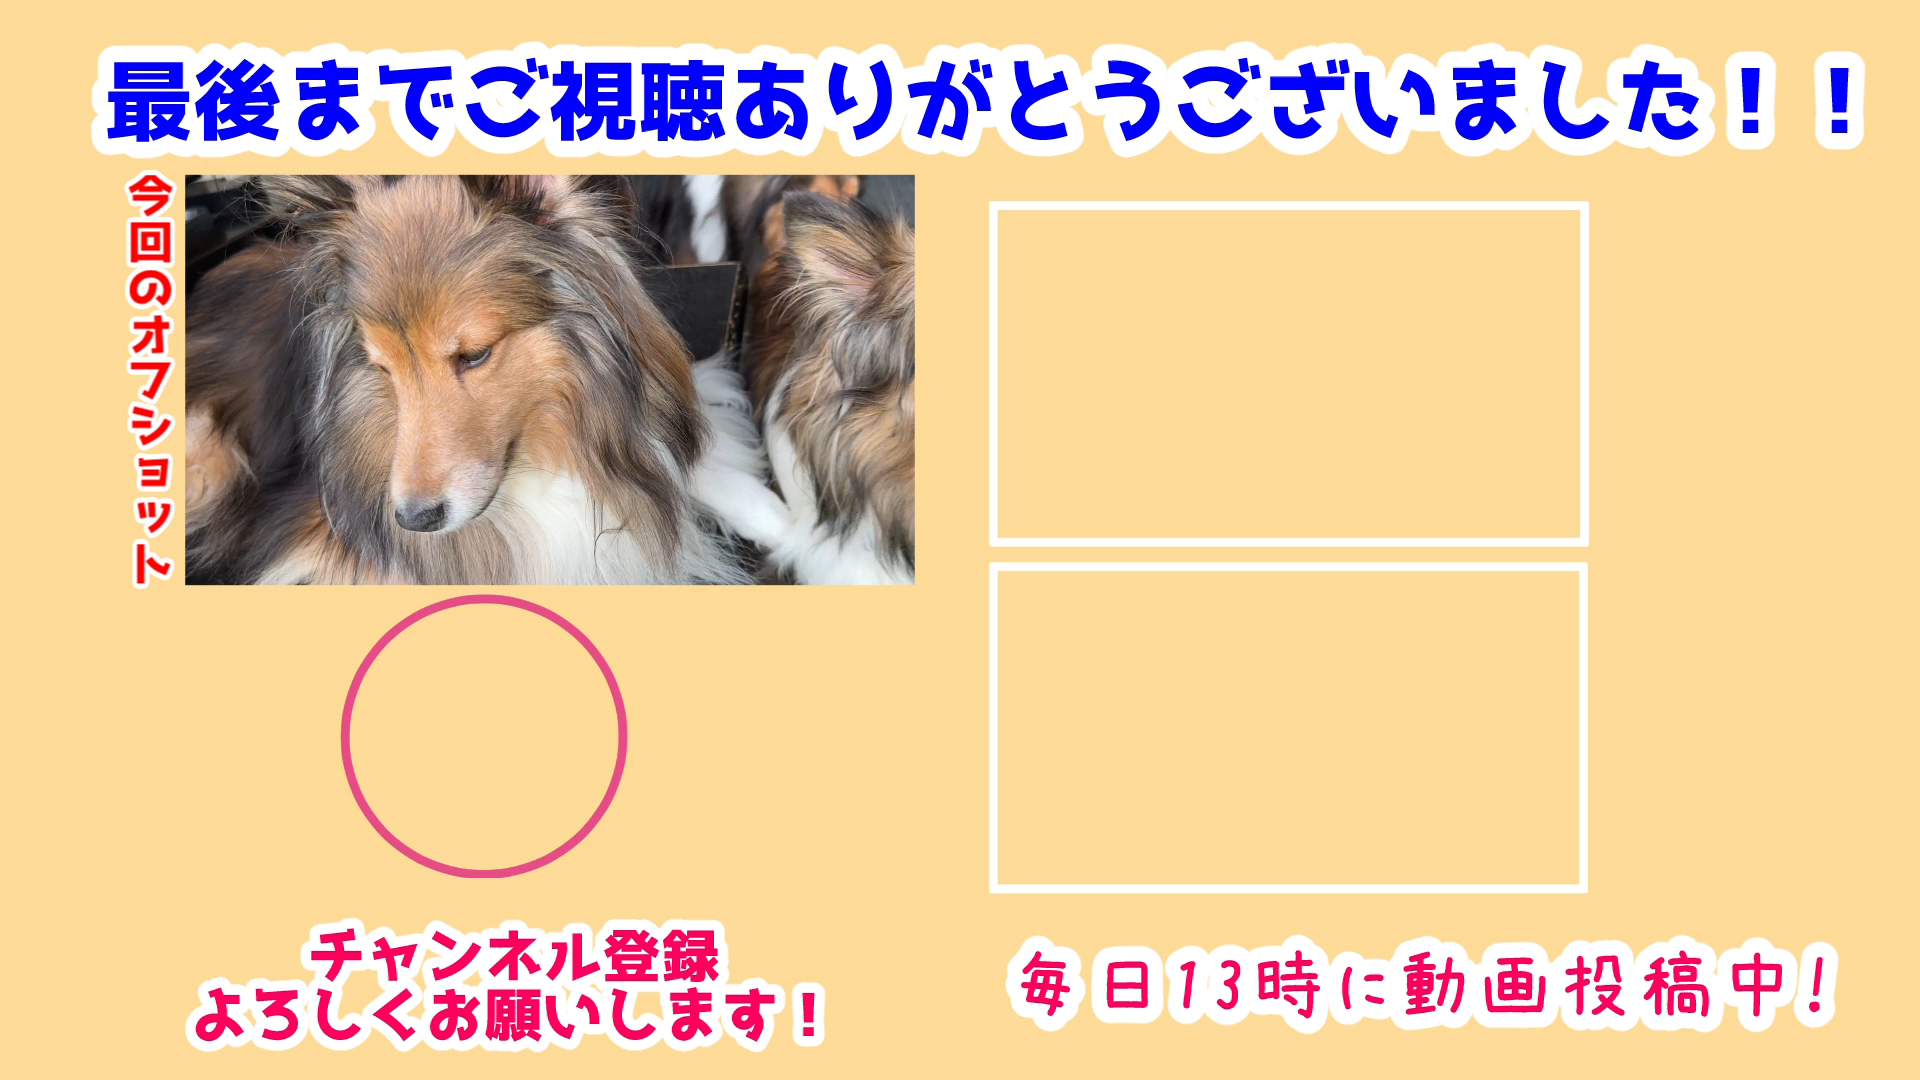 最後までご視聴ありがとうございました！！
今回のオフショット
チャンネル登録
よろしくお願いします！
毎日13時に動画投稿中！